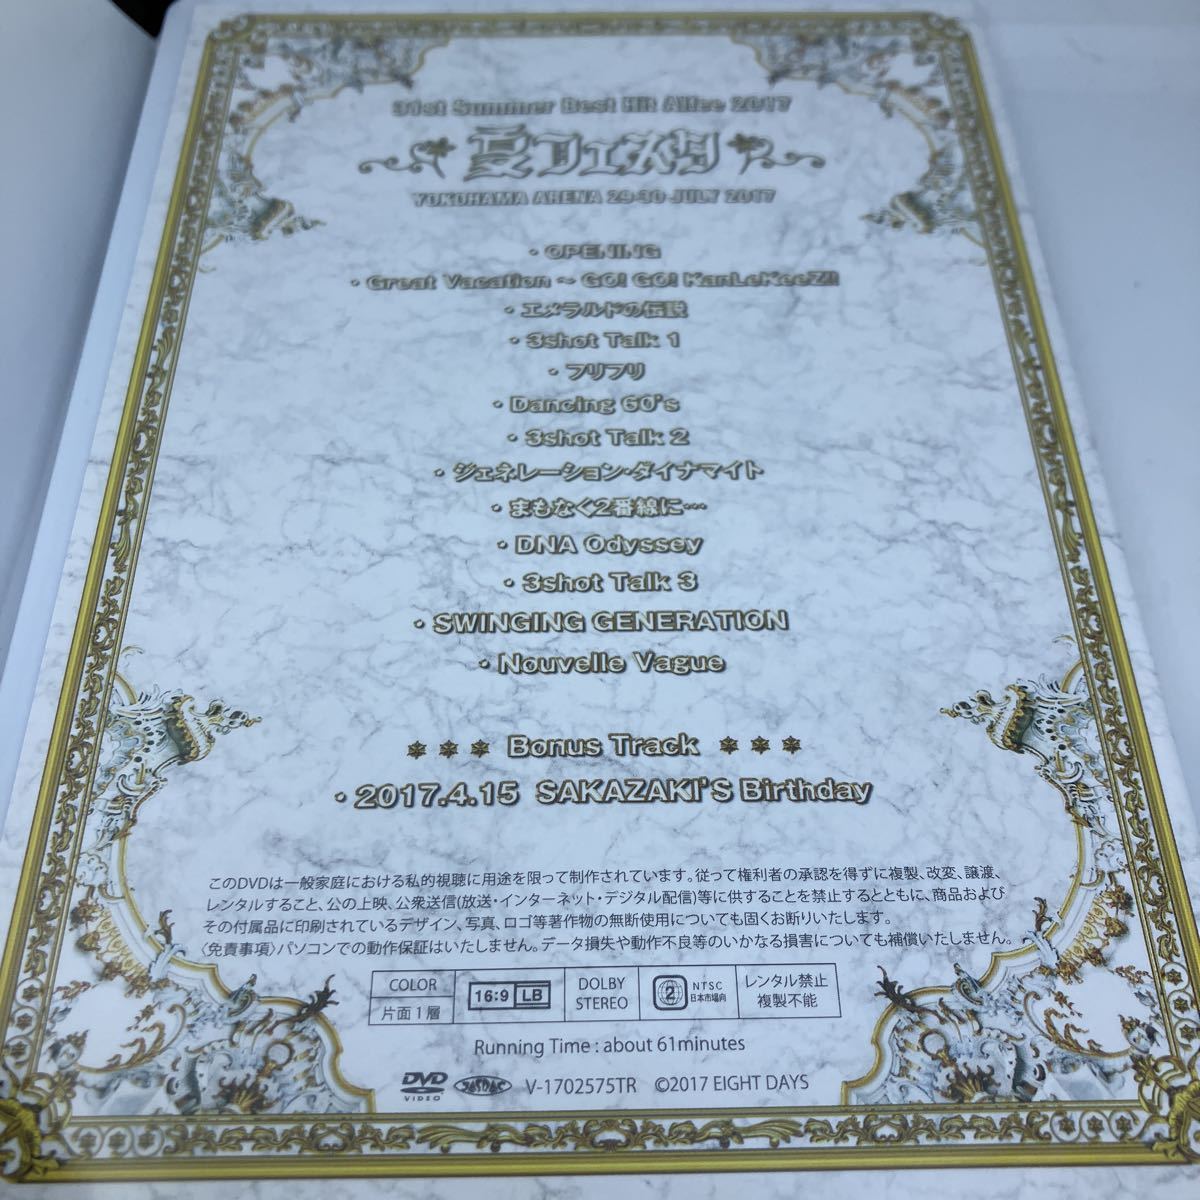 31st Summer Best Hit Alfee 2017
夏フェスタ
YOKOHAMA ARENA 29-30 JULY 2017
・OPENING
・Great Vacation ～ GO! GO! KanLeKeeZ!!
・エメラルドの伝説
・3shot Talk 1
・フリフリ
・Dancing 60's
・3shot Talk 2
・ジェネレーション・ダイナマイト
・まもなく2番線に…
・DNA Odyssey
・3shot Talk 3
・SWINGING GENERATION
・Nouvelle Vague
Bonus Track
・2017.4.15 SAKAZAKI'S Birthday
このDVDは一般家庭における私的視聴に用途を限って制作されています。従って権利者の承認を得ずに複製、改変、譲渡、
レンタルすること、公の上映、公衆送信(放送・インターネット・デジタル配信)等に供することを禁止するとともに、商品および
その付属品に印刷されているデザイン、写真、ロゴ等著作物の無断使用についても固くお断りいたします。
〈免責事項〉パソコンでの動作保証はいたしません。データ損失や動作不良等のいかなる損害についても補償いたしません。
COLOR
片面1層
16:9 LB
DOLBY
STEREO
2 NTSC
日本市場向
レンタル禁止
複製不能
Running Time : about 61minutes
DVD VIDEO JASRAC V-1702575TR ©2017 EIGHT DAYS